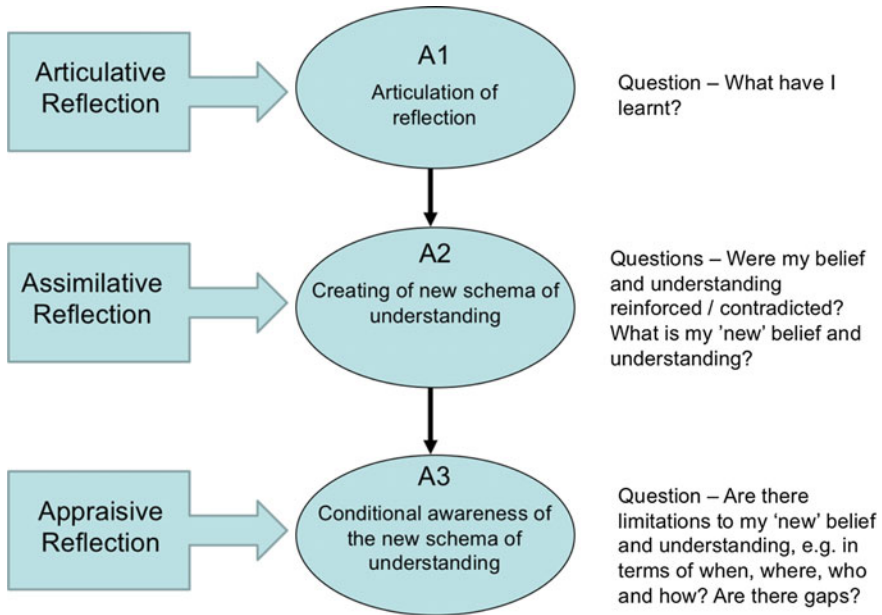 Articulative
Reflection
A1
Articulation of
reflection
Question – What have I
learnt?
Assimilative
Reflection
A2
Creating of new schema of
understanding
Questions – Were my belief
and understanding
reinforced / contradicted?
What is my 'new' belief and
understanding?
Appraisive
Reflection
A3
Conditional awareness of
the new schema of
understanding
Question – Are there
limitations to my 'new' belief
and understanding, e.g. in
terms of when, where, who
and how? Are there gaps?